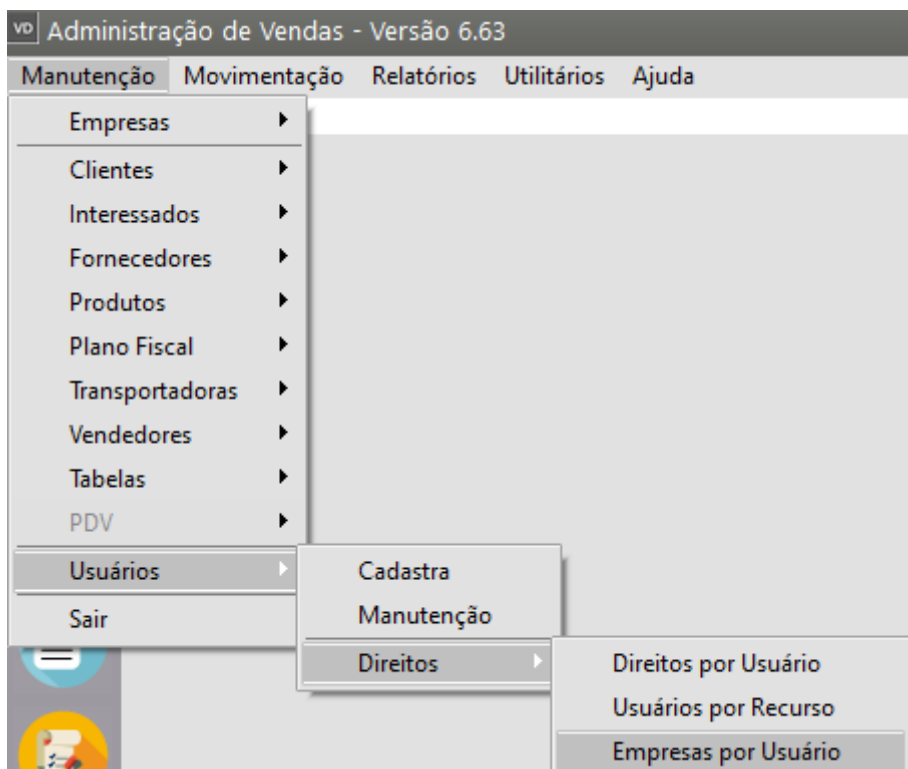 VD Administração de Vendas - Versão 6.63
Manutenção Movimentação Relatórios Utilitários Ajuda
Empresas
Clientes
Interessados
Fornecedores
Produtos
Plano Fiscal
Transportadoras
Vendedores
Tabelas
PDV
Usuários
Sair
Cadastra
Manutenção
Direitos
Direitos por Usuário
Usuários por Recurso
Empresas por Usuário